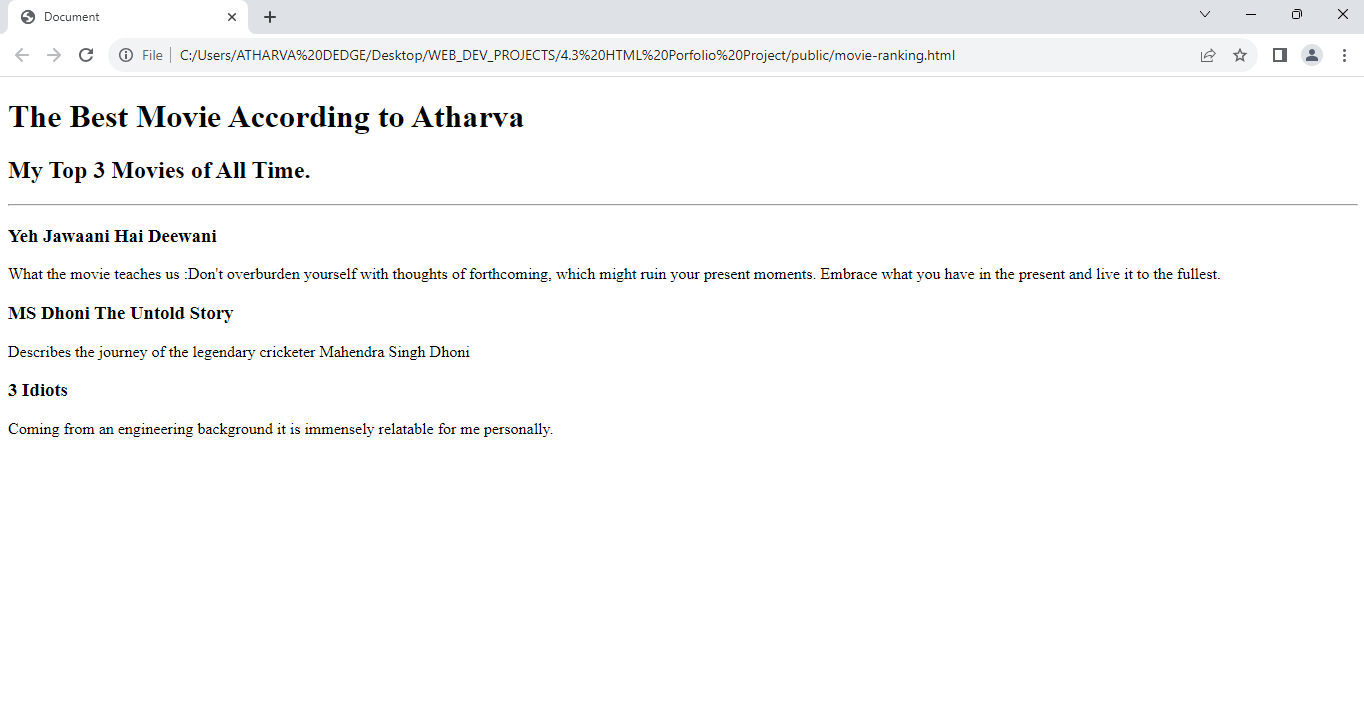 Document
File
C:/Users/ATHARVA%20DEDGE/Desktop/WEB_DEV_PROJECTS/4.3%20HTML%20Porfolio%20Project/public/movie-ranking.html
The Best Movie According to Atharva
My Top 3 Movies of All Time.
Yeh Jawaani Hai Deewani
What the movie teaches us :Don't overburden yourself with thoughts of forthcoming, which might ruin your present moments. Embrace what you have in the present and live it to the fullest.
MS Dhoni The Untold Story
Describes the journey of the legendary cricketer Mahendra Singh Dhoni
3 Idiots
Coming from an engineering background it is immensely relatable for me personally.